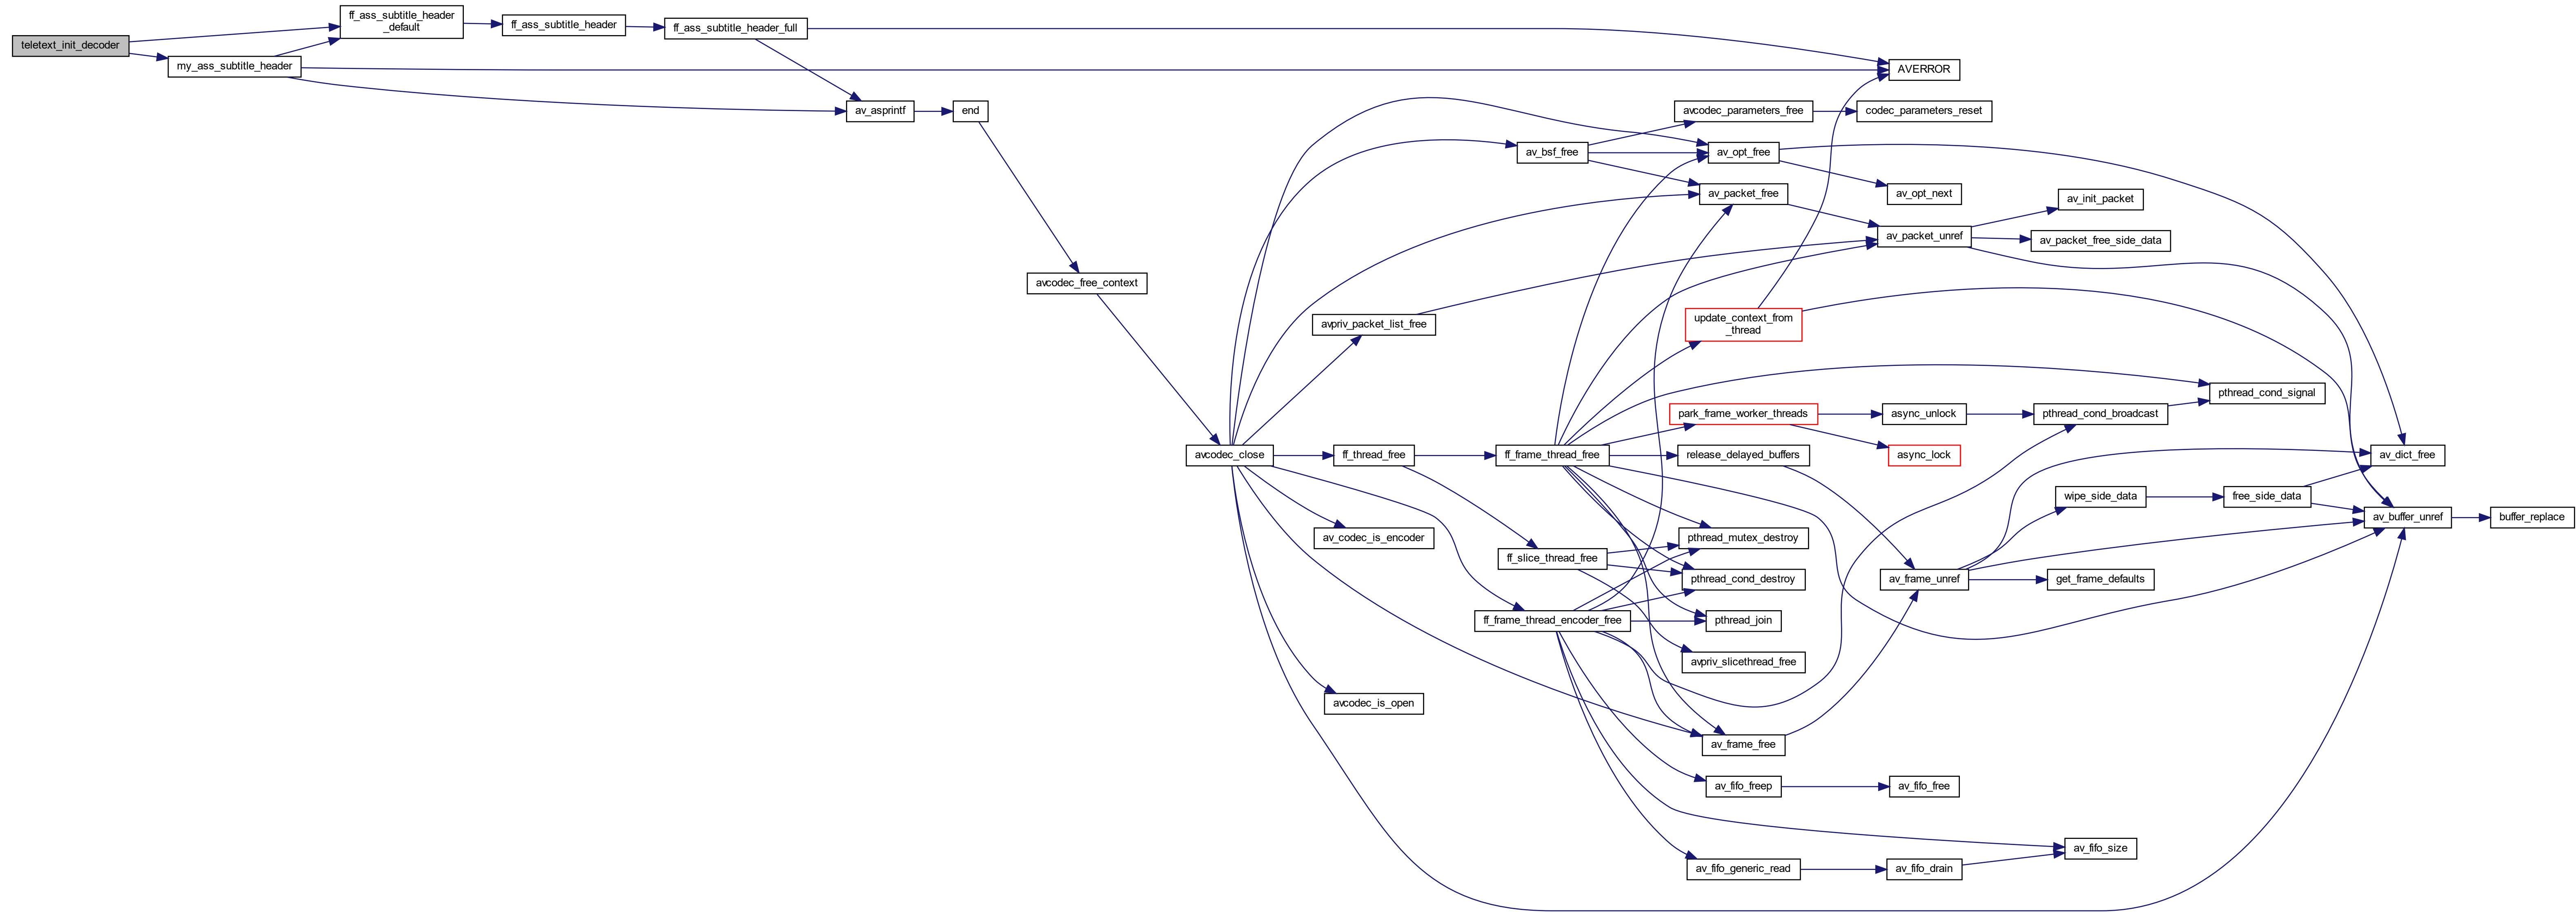 teletext_init_decoder
ff_ass_subtitle_header
_default
my_ass_subtitle_header
ff_ass_subtitle_header
ff_ass_subtitle_header_full
av_asprintf
end
avcodec_free_context
avcodec_close
avpriv_packet_list_free
ff_thread_free
av_codec_is_encoder
avcodec_is_open
av_bsf_free
ff_frame_thread_free
ff_slice_thread_free
ff_frame_thread_encoder_free
avcodec_parameters_free
av_opt_free
av_packet_free
update_context_from
_thread
park_frame_worker_threads
release_delayed_buffers
pthread_mutex_destroy
pthread_cond_destroy
pthread_join
avpriv_slicethread_free
av_frame_free
av_fifo_freep
av_fifo_generic_read
AVERROR
codec_parameters_reset
av_opt_next
av_packet_unref
async_unlock
async_lock
av_frame_unref
av_fifo_free
av_fifo_drain
av_init_packet
av_packet_free_side_data
pthread_cond_broadcast
wipe_side_data
get_frame_defaults
av_fifo_size
pthread_cond_signal
free_side_data
av_dict_free
av_buffer_unref
buffer_replace